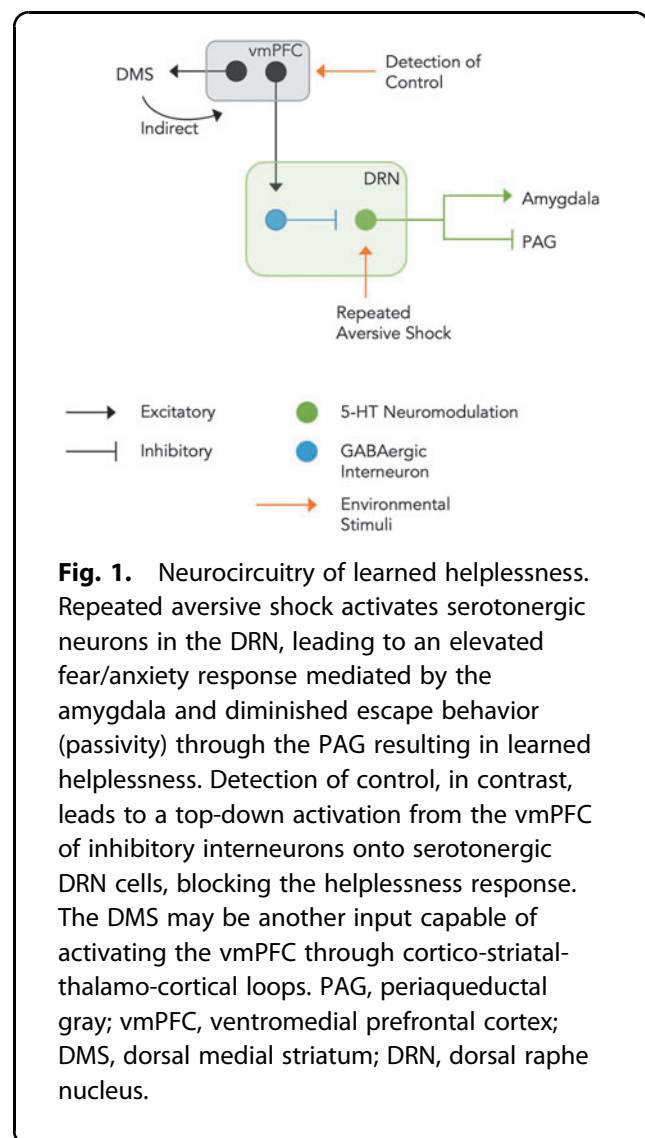 vmPFC
DMS
Detection of
Control
Indirect
DRN
Amygdala
PAG
Repeated
Aversive Shock
Excitatory
5-HT Neuromodulation
Inhibitory
GABAergic
Interneuron
Environmental
Stimuli
Fig. 1. Neurocircuitry of learned helplessness.
Repeated aversive shock activates serotonergic
neurons in the DRN, leading to an elevated
fear/anxiety response mediated by the
amygdala and diminished escape behavior
(passivity) through the PAG resulting in learned
helplessness. Detection of control, in contrast,
leads to a top-down activation from the vmPFC
of inhibitory interneurons onto serotonergic
DRN cells, blocking the helplessness response.
The DMS may be another input capable of
activating the vmPFC through cortico-striatal-
thalamo-cortical loops. PAG, periaqueductal
gray; vmPFC, ventromedial prefrontal cortex;
DMS, dorsal medial striatum; DRN, dorsal raphe
nucleus.